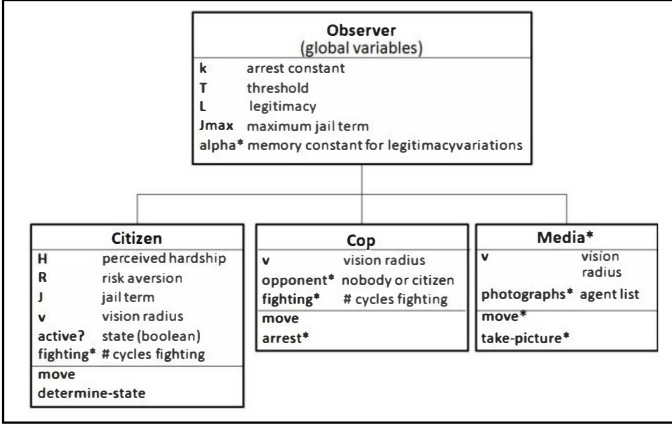 Observer
(global variables)
k arrest constant
T threshold
L legitimacy
Jmax maximum jail term
alpha* memory constant for legitimacyvariations
Citizen
H perceived hardship
R risk aversion
J jail term
v vision radius
active? state (boolean)
fighting* # cycles fighting
move
determine-state
Cop
v vision radius
opponent* nobody or citizen
fighting* # cycles fighting
move
arrest*
Media*
v vision
radius
photographs* agent list
move*
take-picture*